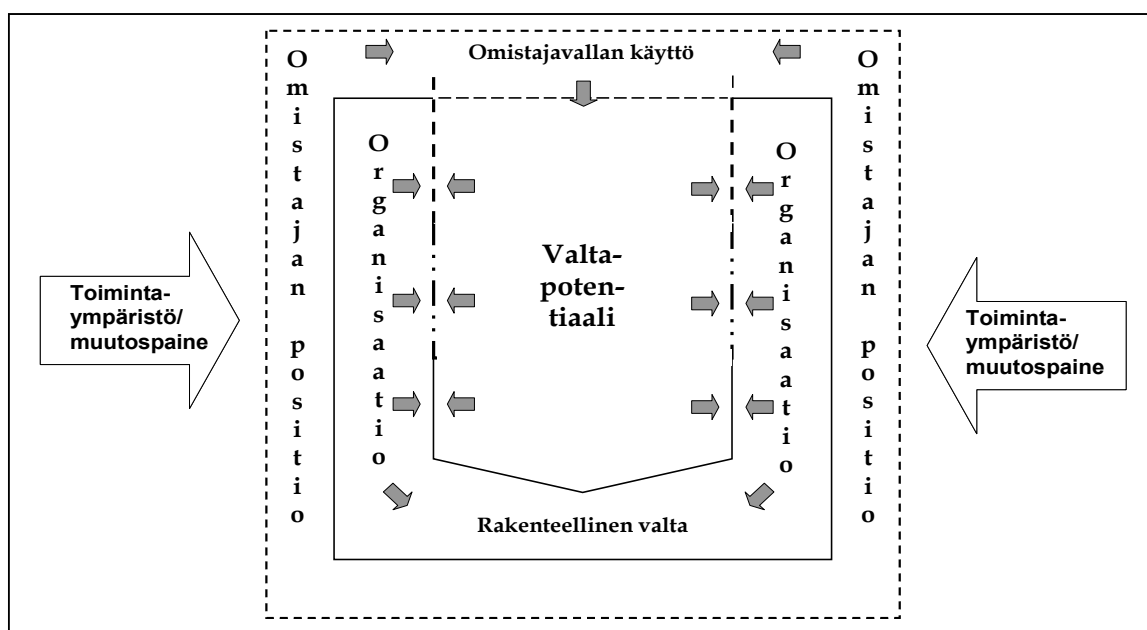 Omistajavallan käyttö
Omistajan positio
Organisaatio
Valta-
poten-
tiaali
Organisaatio
Omistajan positio
Toiminta-
ympäristö/
muutospaine
Toiminta-
ympäristö/
muutospaine
Rakenteellinen valta